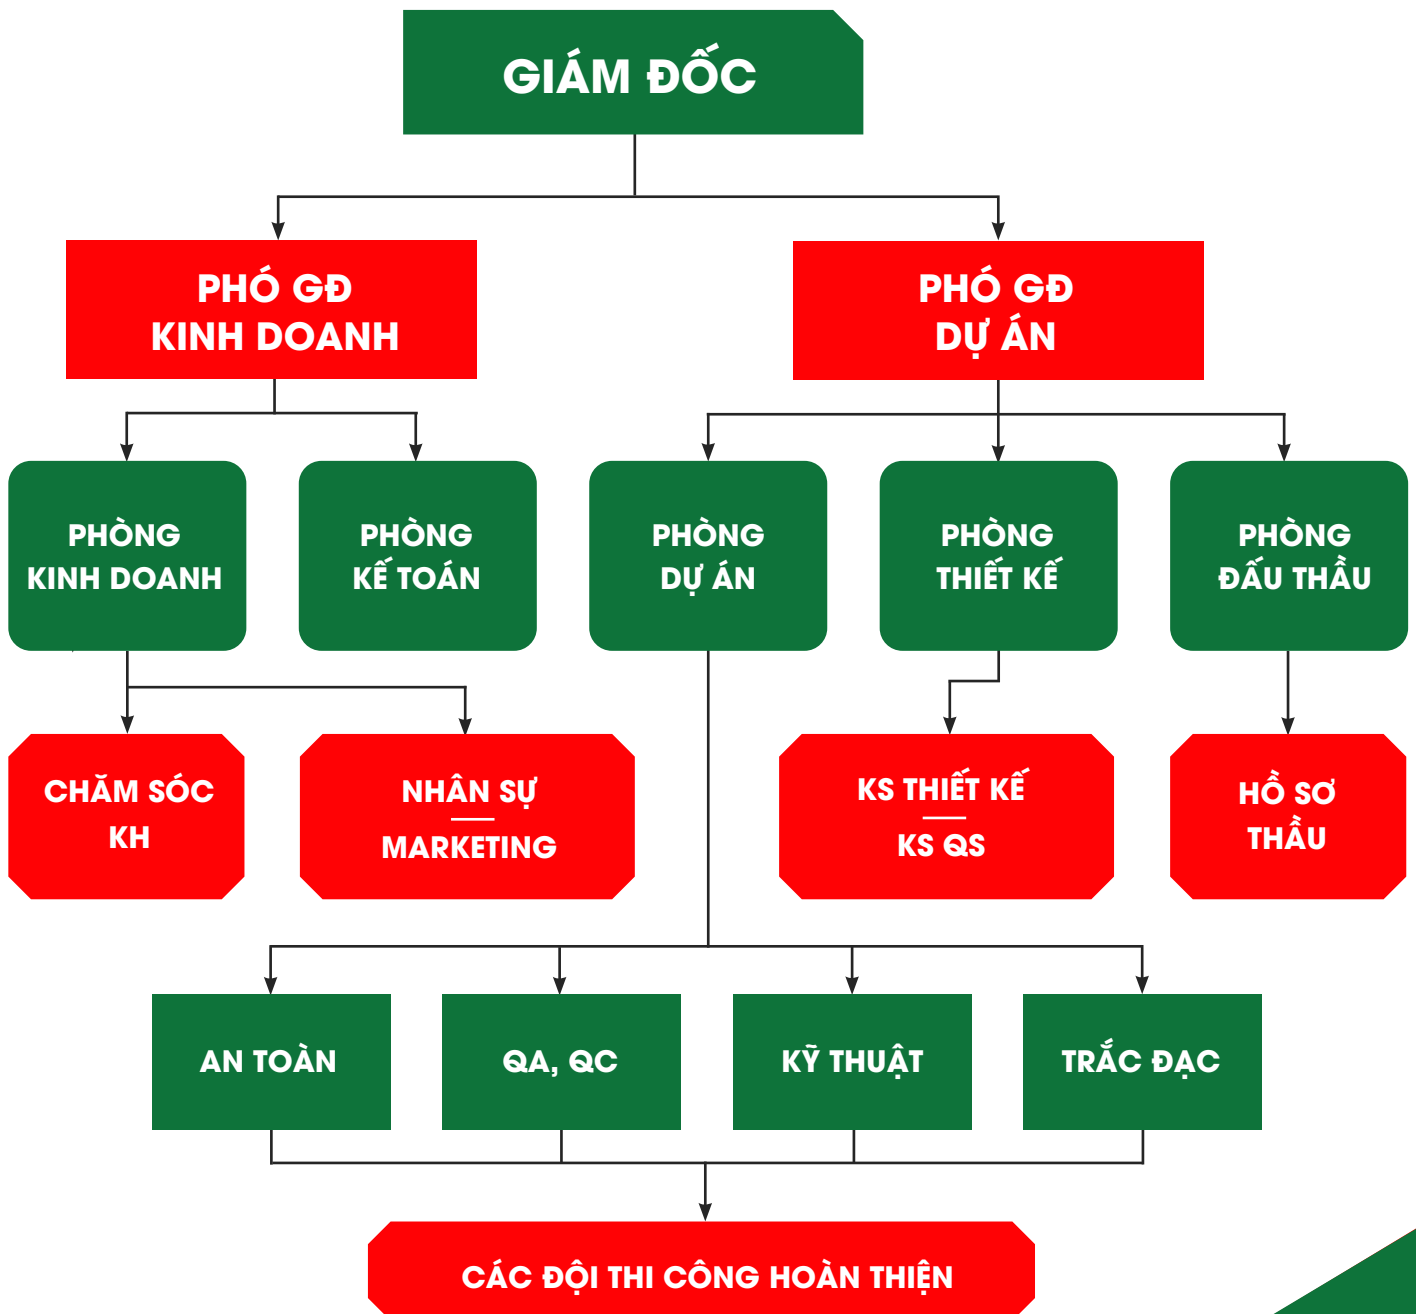 GIÁM ĐỐC
PHÓ GĐ
KINH DOANH
PHÓ GĐ
DỰ ÁN
PHÒNG
KINH DOANH
PHÒNG
KẾ TOÁN
PHÒNG
DỰ ÁN
PHÒNG
THIẾT KẾ
PHÒNG
ĐẤU THẦU
CHĂM SÓC
KH
NHÂN SỰ
MARKETING
KS THIẾT KẾ
KS QS
HỒ SƠ
THẦU
AN TOÀN
QA, QC
KỸ THUẬT
TRẮC ĐẠC
CÁC ĐỘI THI CÔNG HOÀN THIỆN